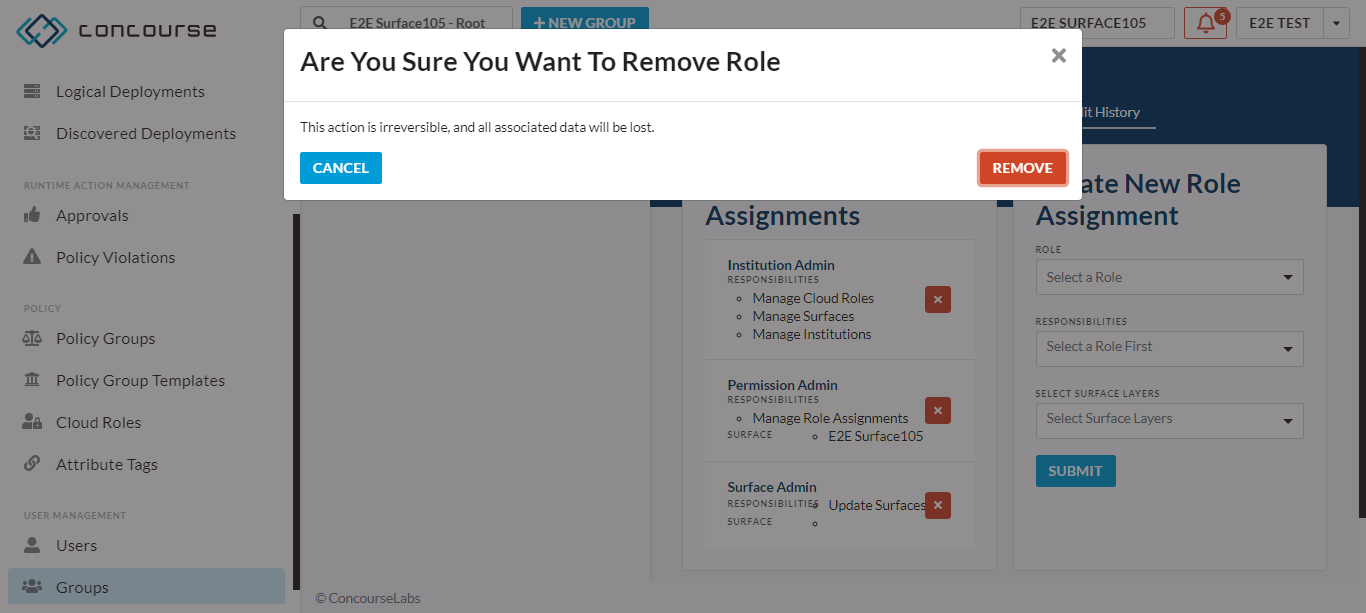 concourse
E2E Surface105 - Root
+ NEW GROUP
E2E SURFACE105
5
E2E TEST
Are You Sure You Want To Remove Role
This action is irreversible, and all associated data will be lost.
CANCEL
REMOVE
Logical Deployments
Discovered Deployments
RUNTIME ACTION MANAGEMENT
Approvals
Policy Violations
POLICY
Policy Groups
Policy Group Templates
Cloud Roles
Attribute Tags
USER MANAGEMENT
Users
Groups
History
Assignments
Institution Admin
RESPONSIBILITIES
Manage Cloud Roles
Manage Surfaces
Manage Institutions
Permission Admin
RESPONSIBILITIES
Manage Role Assignments
SURFACE
E2E Surface105
Surface Admin
RESPONSIBILITIES
Update Surfaces
SURFACE
New Role
Assignment
ROLE
Select a Role
RESPONSIBILITIES
Select a Role First
SELECT SURFACE LAYERS
Select Surface Layers
SUBMIT
© ConcourseLabs